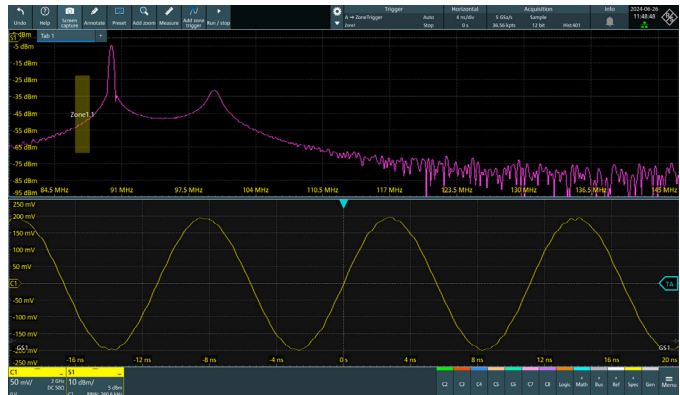 Trigger Horizontal Acquisition Info 2024-06-26
A → ZoneTrigger Auto 4 ns/div 5 GSa/s Sample 11:48:48
Zone1 Stop 0 s 36.56 kpts 12 bit Hist 401
Undo Help Screen capture Annotate Preset Add zoom Measure Add zone trigger Run / stop
S1 Tab 1 +
-5 dBm
-15 dBm
-25 dBm
-35 dBm
Zone1.1
-45 dBm
-55 dBm
-65 dBm
-75 dBm
-85 dBm
-95 dBm 84.5 MHz 91 MHz 97.5 MHz 104 MHz 110.5 MHz 117 MHz 123.5 MHz 130 MHz 136.5 MHz 145 MHz
250 mV
200 mV
150 mV
100 mV
50 mV
C1 TA
-50 mV
-100 mV
-150 mV
-200 mV
GS1 GS1
-250 mV -16 ns -12 ns -8 ns -4 ns 0 s 4 ns 8 ns 12 ns 16 ns 20 ns
C1 S1
50 mV/ 2 GHz 10 dBm/
DC 50Ω 5 dBm
0 V C1
C2 C3 C4 C5 C6 C7 C8 Logic Math Bus Ref Spec Gen Menu